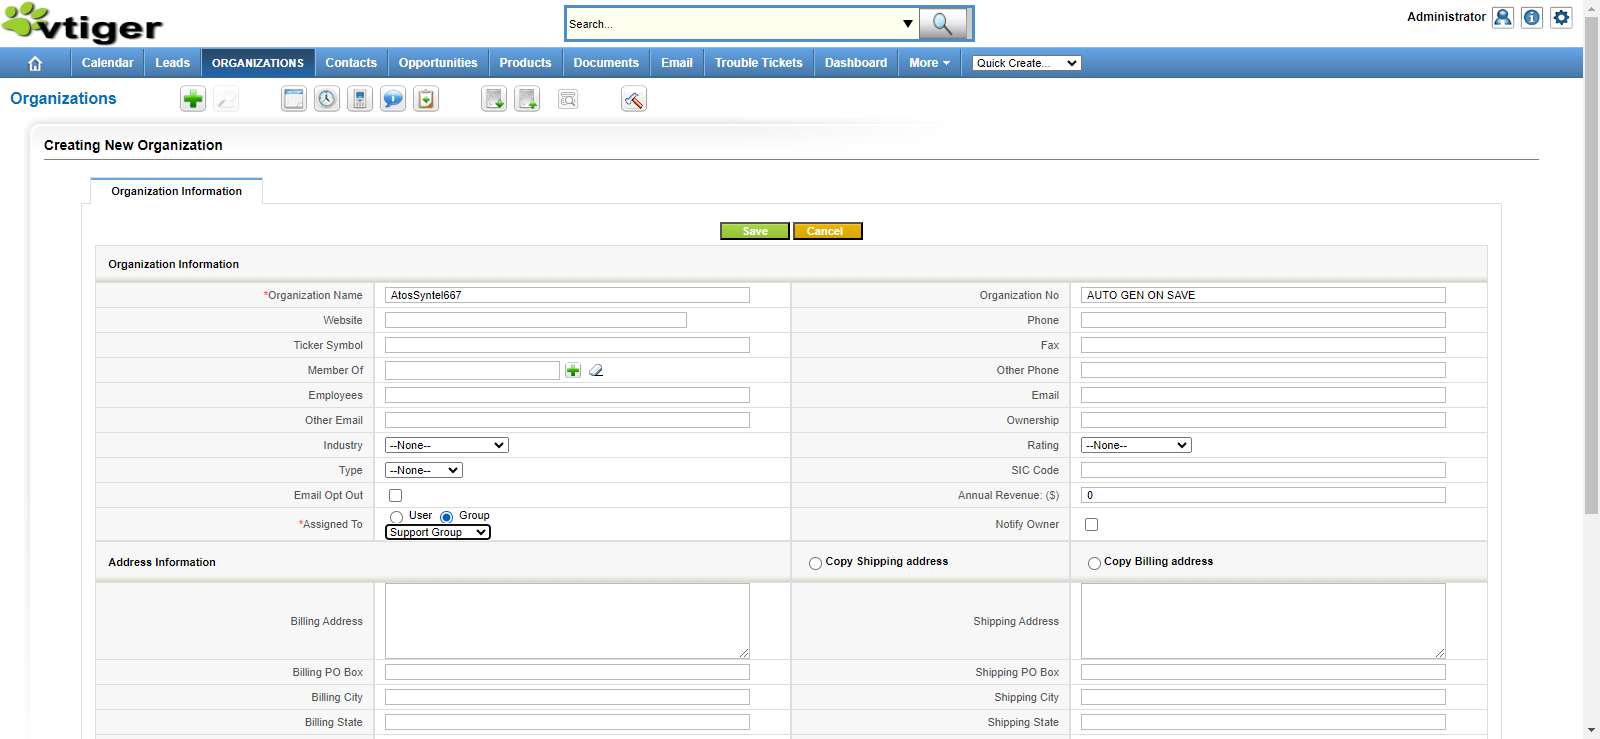 vtiger
Search...
Administrator
Calendar Leads ORGANIZATIONS Contacts Opportunities Products Documents Email Trouble Tickets Dashboard More Quick Create...
Organizations
Creating New Organization
Organization Information
Save Cancel
Organization Information
*Organization Name AtosSyntel667 Organization No AUTO GEN ON SAVE
Website Phone
Ticker Symbol Fax
Member Of Other Phone
Employees Email
Other Email Ownership
Industry --None-- Rating --None--
Type --None-- SIC Code
Email Opt Out Annual Revenue: ($) 0
*Assigned To User Group Notify Owner
Support Group
Address Information Copy Shipping address Copy Billing address
Billing Address Shipping Address
Billing PO Box Shipping PO Box
Billing City Shipping City
Billing State Shipping State